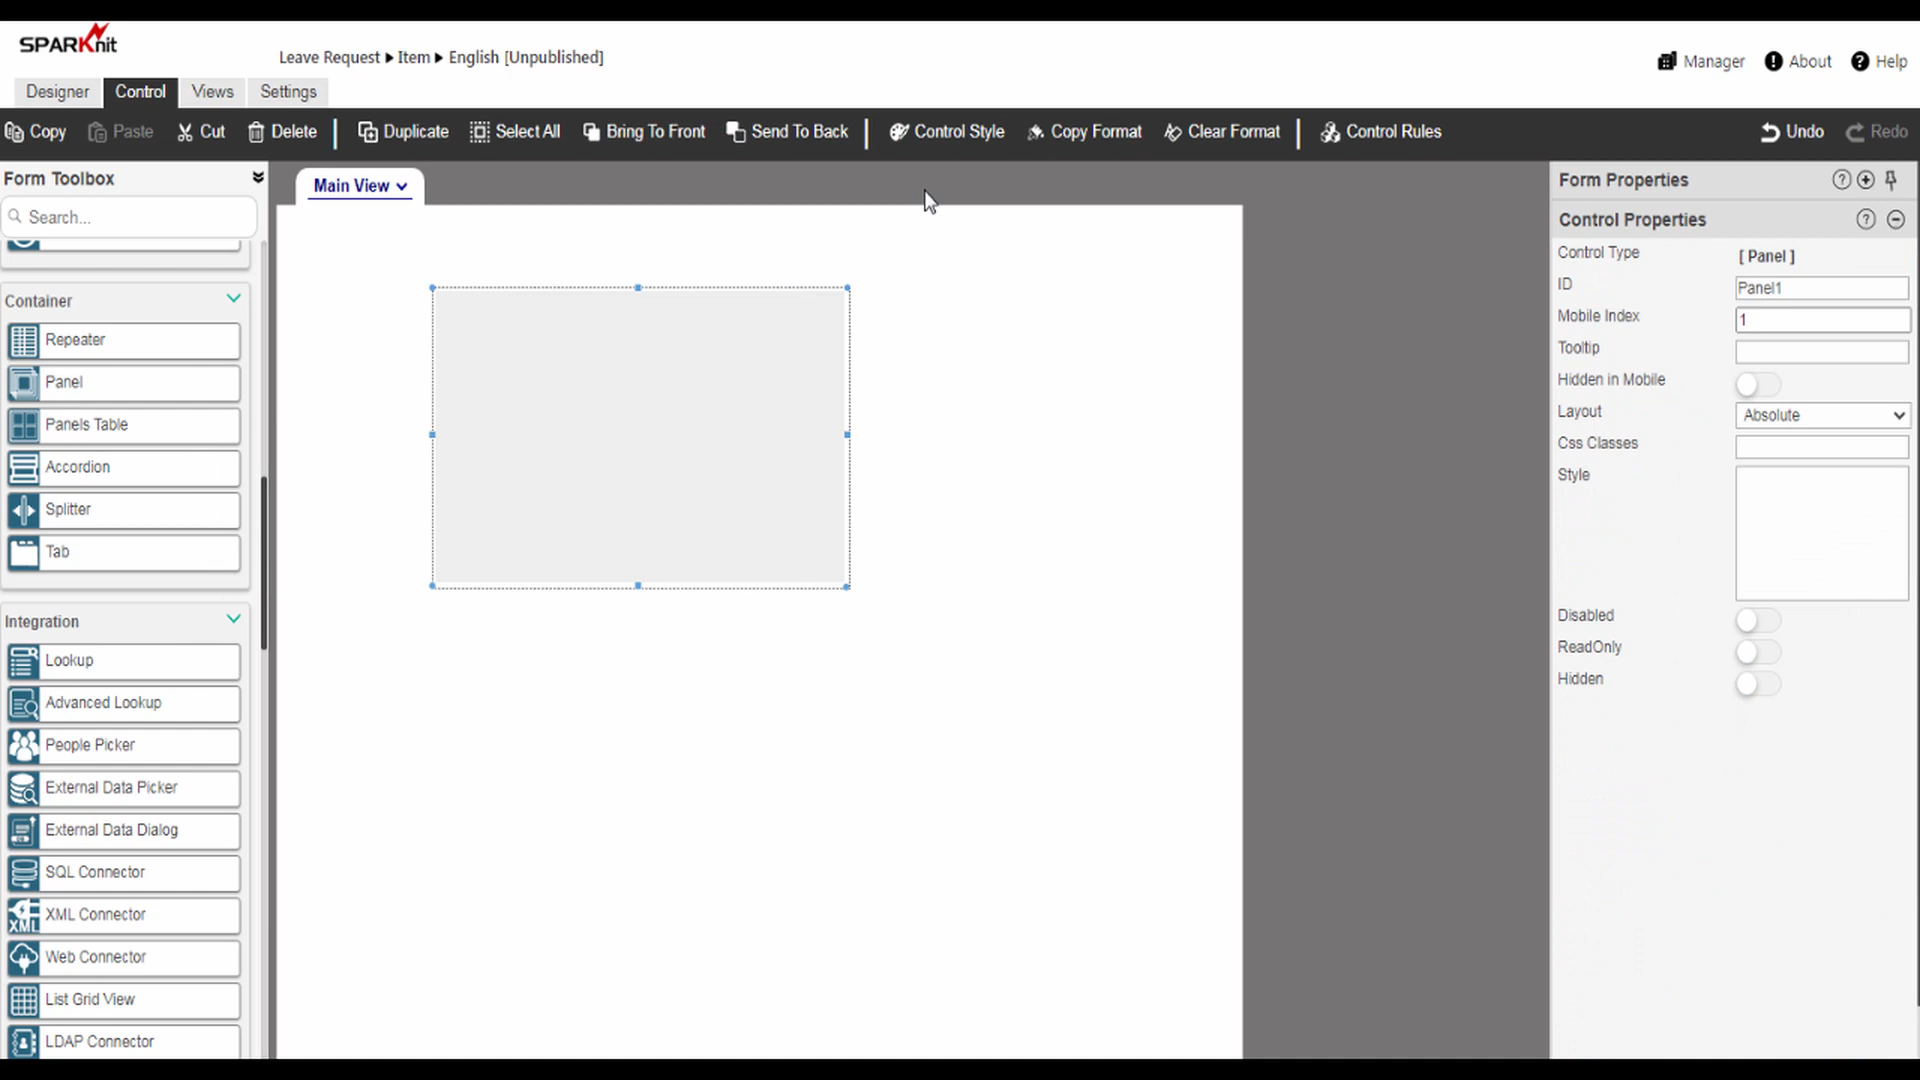 SPARKnit
Leave Request ▶ Item ▶ English [Unpublished]
Manager
About
Help
Designer
Control
Views
Settings
Copy
Paste
Cut
Delete
Duplicate
Select All
Bring To Front
Send To Back
Control Style
Copy Format
Clear Format
Control Rules
Undo
Redo
Form Toolbox
Search...
Container
Repeater
Panel
Panels Table
Accordion
Splitter
Tab
Integration
Lookup
Advanced Lookup
People Picker
External Data Picker
External Data Dialog
SQL Connector
XML
XML Connector
Web Connector
List Grid View
LDAP Connector
Main View
Form Properties
Control Properties
Control Type [ Panel ]
ID Panel1
Mobile Index 1
Tooltip
Hidden in Mobile
Layout Absolute
Css Classes
Style
Disabled
ReadOnly
Hidden